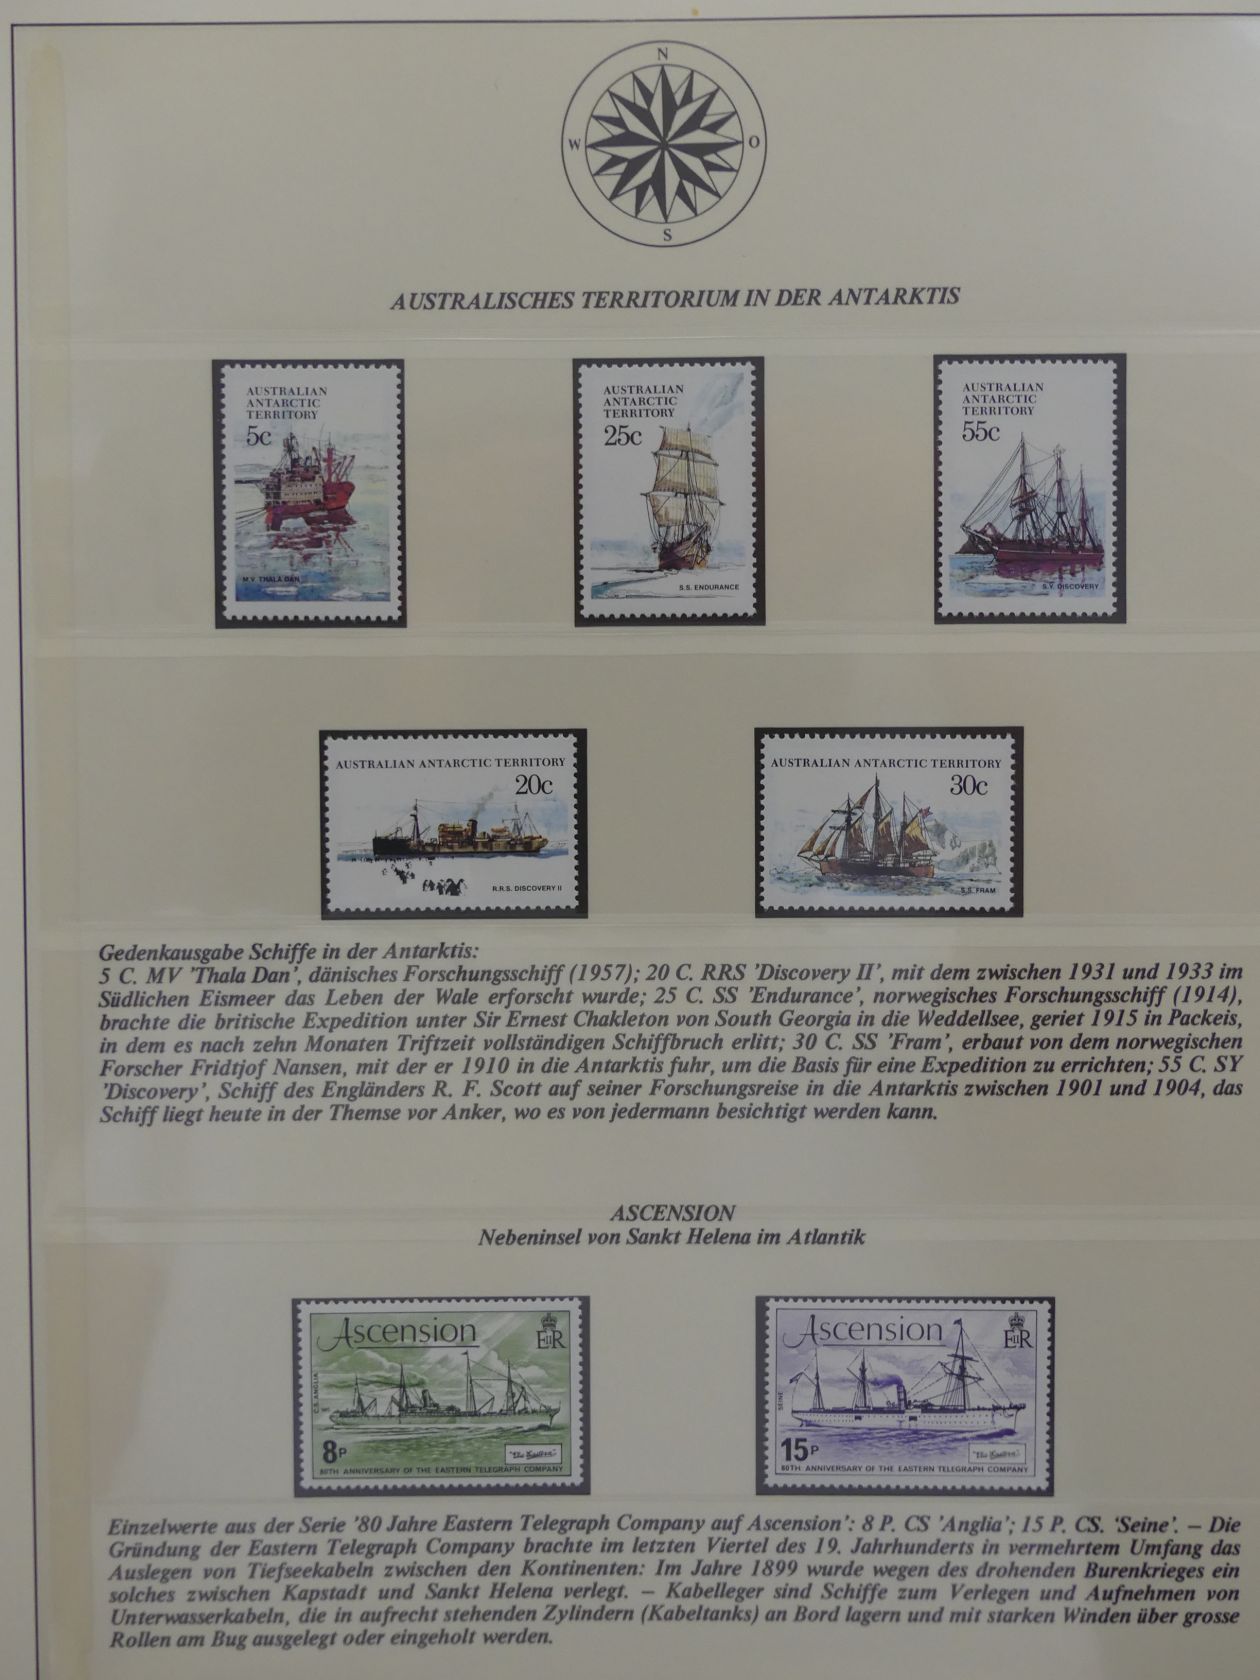 N
W O
S
AUSTRALISCHES TERRITORIUM IN DER ANTARKTIS
AUSTRALIAN
ANTARCTIC
TERRITORY
5c
M.V. THALA DAN
AUSTRALIAN
ANTARCTIC
TERRITORY
25c
S.S. ENDURANCE
AUSTRALIAN
ANTARCTIC
TERRITORY
55c
S.Y. DISCOVERY
AUSTRALIAN ANTARCTIC TERRITORY
20c
R.R.S. DISCOVERY II
AUSTRALIAN ANTARCTIC TERRITORY
30c
S.S. FRAM
Gedenkausgabe Schiffe in der Antarktis:
5 C. MV 'Thala Dan', dänisches Forschungsschiff (1957); 20 C. RRS 'Discovery II', mit dem zwischen 1931 und 1933 im
Südlichen Eismeer das Leben der Wale erforscht wurde; 25 C. SS 'Endurance', norwegisches Forschungsschiff (1914),
brachte die britische Expedition unter Sir Ernest Chakleton von South Georgia in die Weddellsee, geriet 1915 in Packeis,
in dem es nach zehn Monaten Triftzeit vollständigen Schiffbruch erlitt; 30 C. SS 'Fram', erbaut von dem norwegischen
Forscher Fridtjof Nansen, mit der er 1910 in die Antarktis fuhr, um die Basis für eine Expedition zu errichten; 55 C. SY
'Discovery', Schiff des Engländers R. F. Scott auf seiner Forschungsreise in die Antarktis zwischen 1901 und 1904, das
Schiff liegt heute in der Themse vor Anker, wo es von jedermann besichtigt werden kann.
ASCENSION
Nebeninsel von Sankt Helena im Atlantik
Ascension
EIIR
C.S. ANGLIA
8P
"The Eastern"
80TH ANNIVERSARY OF THE EASTERN TELEGRAPH COMPANY
Ascension
EIIR
SEINE
15P
"The Eastern"
80TH ANNIVERSARY OF THE EASTERN TELEGRAPH COMPANY
Einzelwerte aus der Serie '80 Jahre Eastern Telegraph Company auf Ascension': 8 P. CS 'Anglia'; 15 P. CS. 'Seine'. – Die
Gründung der Eastern Telegraph Company brachte im letzten Viertel des 19. Jahrhunderts in vermehrtem Umfang das
Auslegen von Tiefseekabeln zwischen den Kontinenten: Im Jahre 1899 wurde wegen des drohenden Burenkrieges ein
solches zwischen Kapstadt und Sankt Helena verlegt. – Kabelleger sind Schiffe zum Verlegen und Aufnehmen von
Unterwasserkabeln, die in aufrecht stehenden Zylindern (Kabeltanks) an Bord lagern und mit starken Winden über grosse
Rollen am Bug ausgelegt oder eingeholt werden.